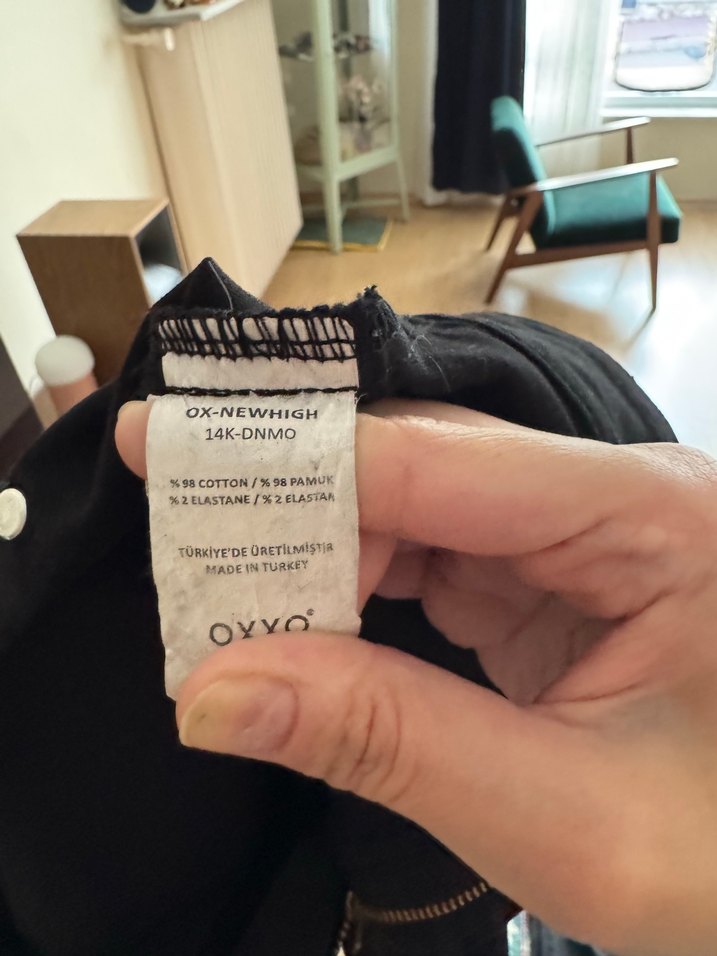 OX-NEWHIGH
14K-DNMO
% 98 COTTON / % 98 PAMUK
% 2 ELASTANE / % 2 ELASTAN
TÜRKİYE'DE ÜRETİLMİŞTİR
MADE IN TURKEY
OXXO®